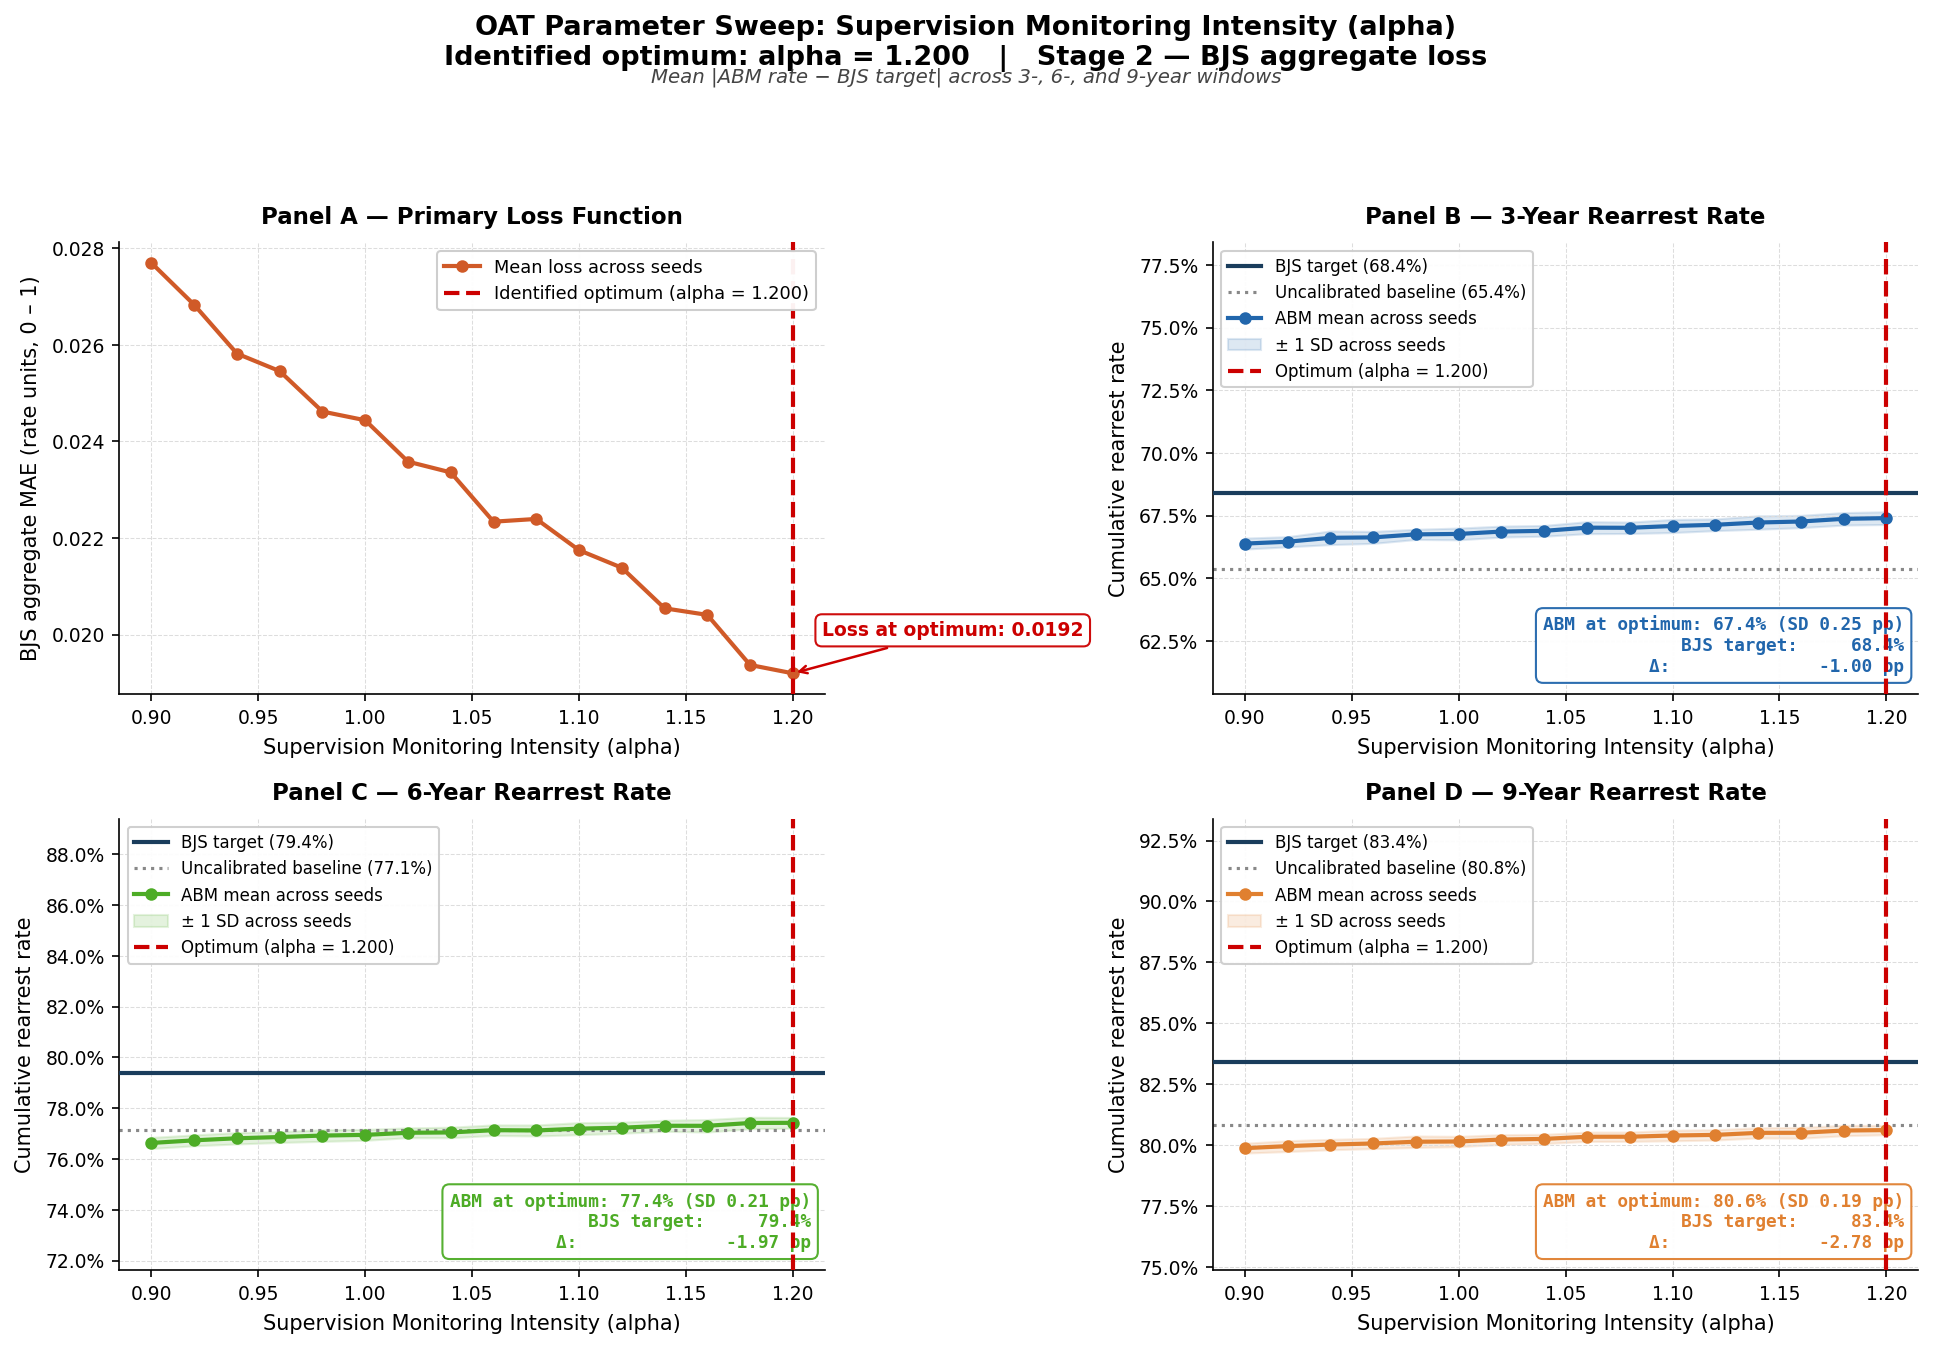 OAT Parameter Sweep: Supervision Monitoring Intensity (alpha)
Identified optimum: alpha = 1.200   |   Stage 2 — BJS aggregate loss
Mean |ABM rate − BJS target| across 3-, 6-, and 9-year windows
Panel A — Primary Loss Function
BJS aggregate MAE (rate units, 0 – 1)
0.028
0.026
0.024
0.022
0.020
Mean loss across seeds
Identified optimum (alpha = 1.200)
Loss at optimum: 0.0192
0.90 0.95 1.00 1.05 1.10 1.15 1.20
Supervision Monitoring Intensity (alpha)
Panel B — 3-Year Rearrest Rate
Cumulative rearrest rate
77.5%
75.0%
72.5%
70.0%
67.5%
65.0%
62.5%
BJS target (68.4%)
Uncalibrated baseline (65.4%)
ABM mean across seeds
± 1 SD across seeds
Optimum (alpha = 1.200)
ABM at optimum: 67.4% (SD 0.25 pp)
BJS target: 68.4%
Δ: -1.00 pp
0.90 0.95 1.00 1.05 1.10 1.15 1.20
Supervision Monitoring Intensity (alpha)
Panel C — 6-Year Rearrest Rate
Cumulative rearrest rate
88.0%
86.0%
84.0%
82.0%
80.0%
78.0%
76.0%
74.0%
72.0%
BJS target (79.4%)
Uncalibrated baseline (77.1%)
ABM mean across seeds
± 1 SD across seeds
Optimum (alpha = 1.200)
ABM at optimum: 77.4% (SD 0.21 pp)
BJS target: 79.4%
Δ: -1.97 pp
0.90 0.95 1.00 1.05 1.10 1.15 1.20
Supervision Monitoring Intensity (alpha)
Panel D — 9-Year Rearrest Rate
Cumulative rearrest rate
92.5%
90.0%
87.5%
85.0%
82.5%
80.0%
77.5%
75.0%
BJS target (83.4%)
Uncalibrated baseline (80.8%)
ABM mean across seeds
± 1 SD across seeds
Optimum (alpha = 1.200)
ABM at optimum: 80.6% (SD 0.19 pp)
BJS target: 83.4%
Δ: -2.78 pp
0.90 0.95 1.00 1.05 1.10 1.15 1.20
Supervision Monitoring Intensity (alpha)